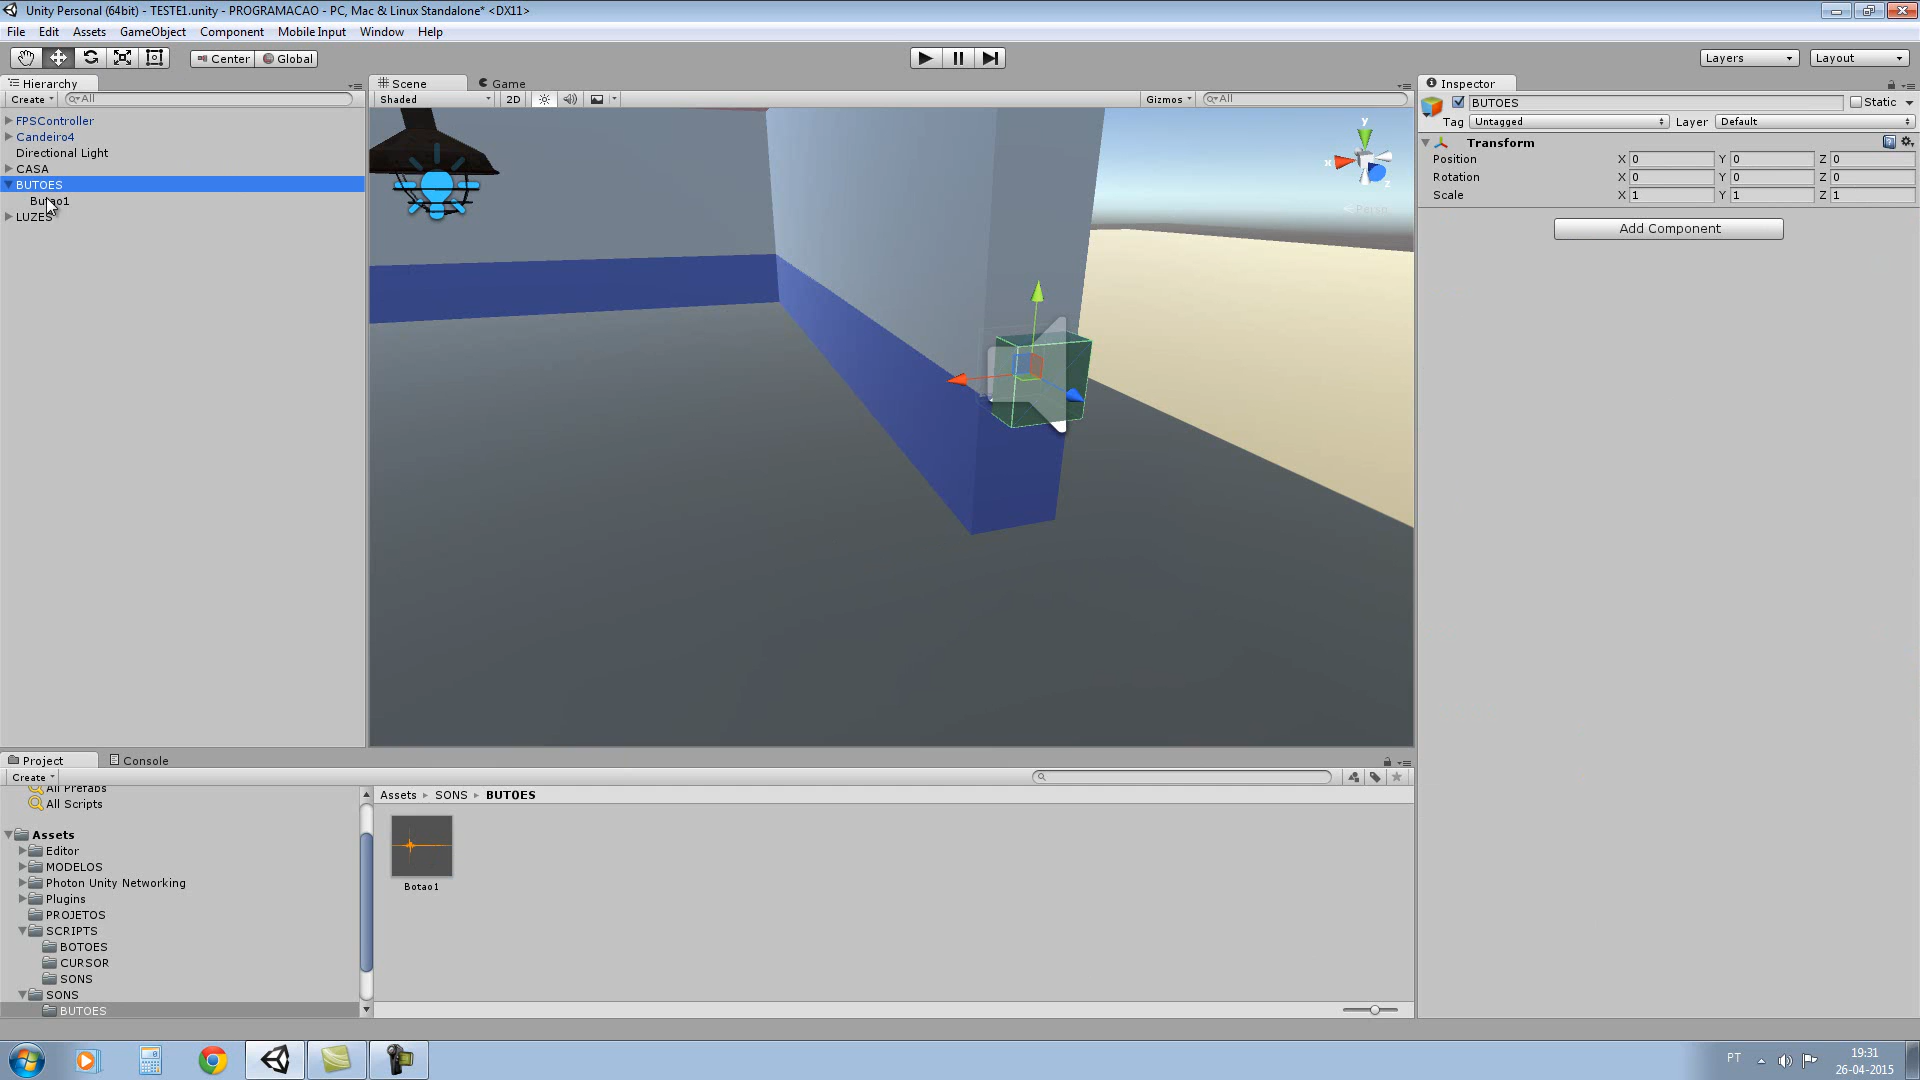 Unity Personal (64bit) - TESTE1.unity - PROGRAMACAO - PC, Mac & Linux Standalone* <DX11>
File Edit Assets GameObject Component Mobile Input Window Help
Center Global Layers Layout
Hierarchy
Create All
FPSController
Candeiro4
Directional Light
CASA
BUTOES
LUZES
Scene Game
Shaded 2D Gizmos All
y
x
z
Persp
Inspector
BUTOES Static
Tag Untagged Layer Default
Transform
Position X 0 Y 0 Z 0
Rotation X 0 Y 0 Z 0
Scale X 1 Y 1 Z 1
Add Component
Project Console
Create
All Prefabs
All Scripts
Assets
Editor
MODELOS
Photon Unity Networking
Plugins
PROJETOS
SCRIPTS
BOTOES
CURSOR
SONS
SONS
BUTOES
Assets SONS BUTOES
Botao1
PT
19:31
26-04-2015